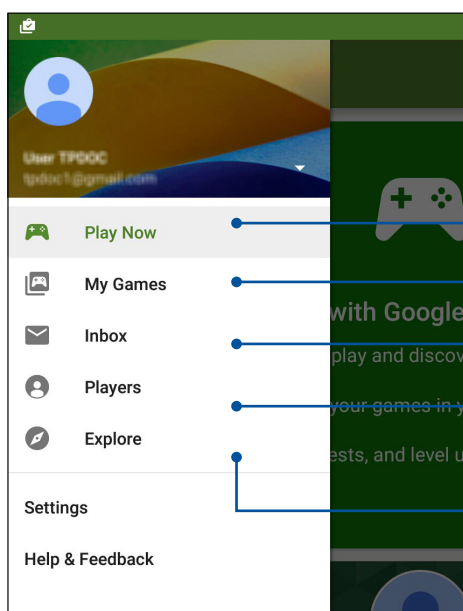 User TPDOC
tpdoc1@gmail.com
Play Now
My Games
Inbox
Players
Explore
Settings
Help & Feedback
with Google
play and discov
your games in y
ests, and level u